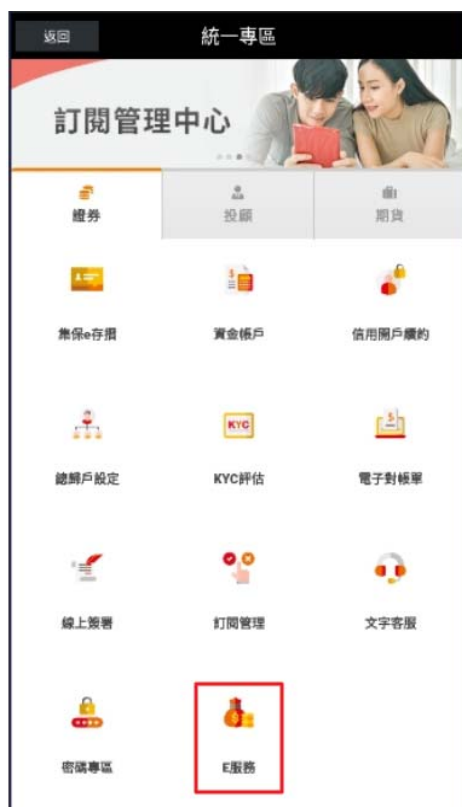 返回
統一專區
訂閱管理中心
證券
投顧
期貨
集保e存摺
資金帳戶
信用開戶續約
總歸戶設定
KYC
KYC評估
電子對帳單
線上簽署
訂閱管理
文字客服
密碼專區
E服務